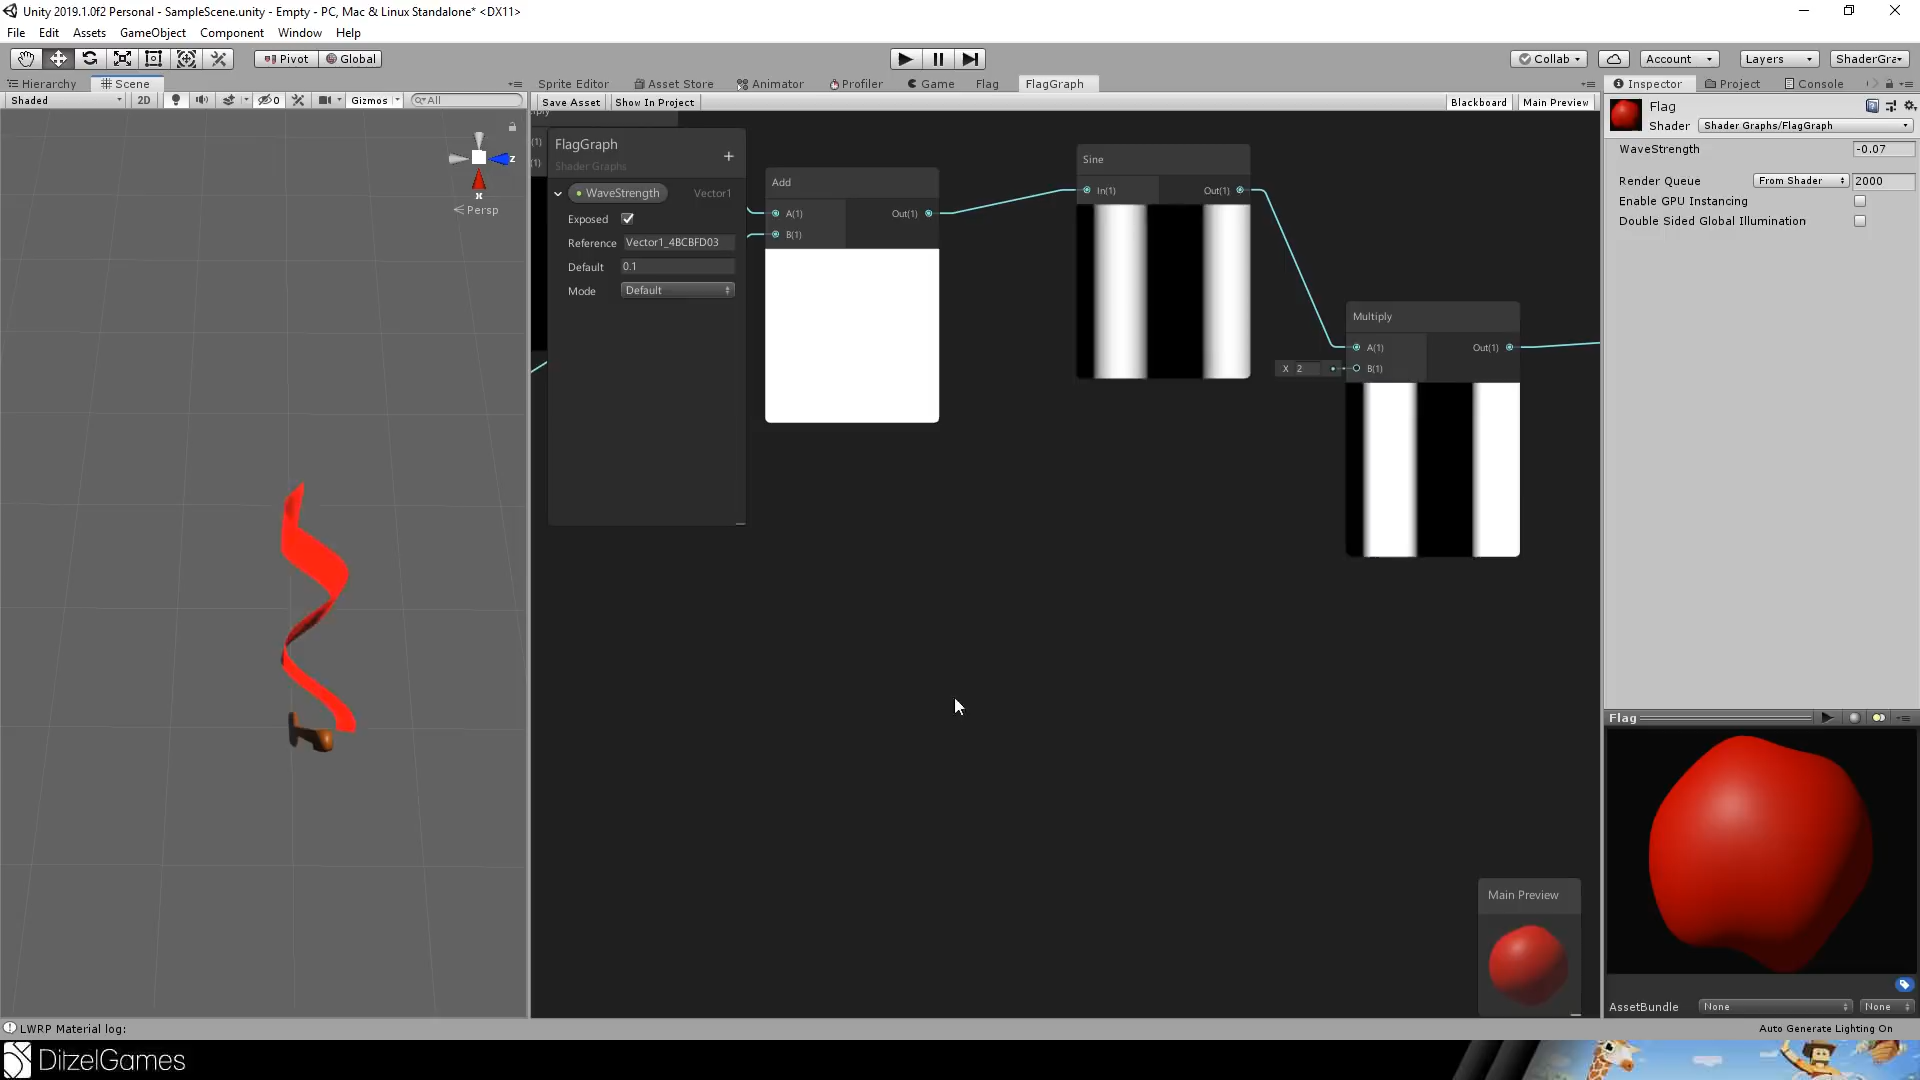 Unity 2019.1.0f2 Personal - SampleScene.unity - Empty - PC, Mac & Linux Standalone* <DX11>
File Edit Assets GameObject Component Window Help
Pivot Global Collab Account Layers ShaderGra
Hierarchy Scene Sprite Editor Asset Store Animator Profiler Game Flag FlagGraph Inspector Project Console
Shaded 2D 0 Gizmos All Save Asset Show In Project Blackboard Main Preview
Flag
Shader Shader Graphs/FlagGraph
WaveStrength -0.07
Render Queue From Shader 2000
Enable GPU Instancing
Double Sided Global Illumination
z
x
Persp
(1)
(1)
FlagGraph
Shader Graphs
WaveStrength Vector1
Exposed
Reference Vector1_4BCBFD03
Default 0.1
Mode Default
Add
A(1) Out(1)
B(1)
Sine
In(1) Out(1)
Multiply
A(1) Out(1)
X 2 B(1)
Main Preview
Flag
AssetBundle None None
LWRP Material log:
Auto Generate Lighting On
DitzelGames